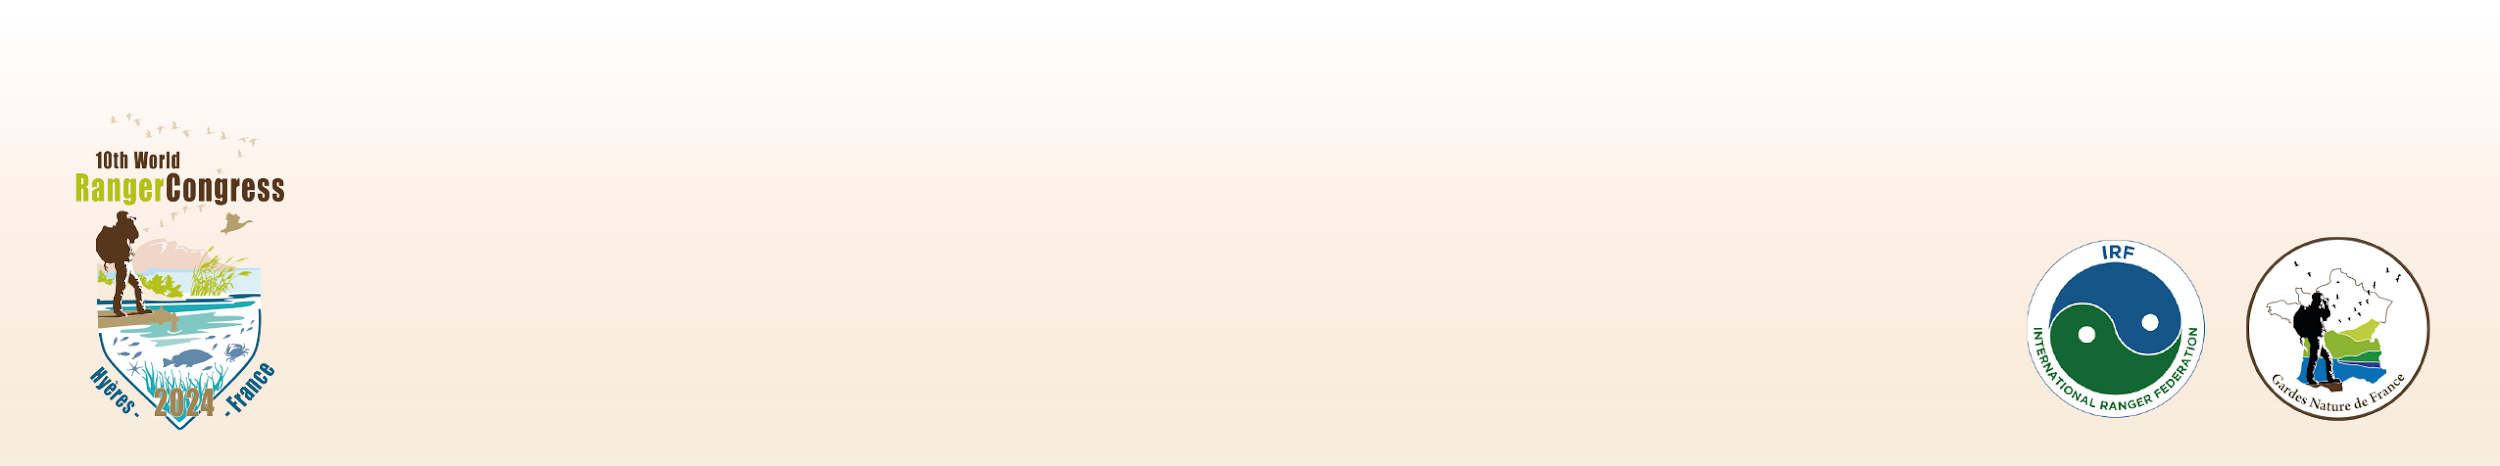 10th World
RangerCongress
Hyères -
2024
- France
IRF
INTERNATIONAL RANGER FEDERATION
Gardes Nature de France